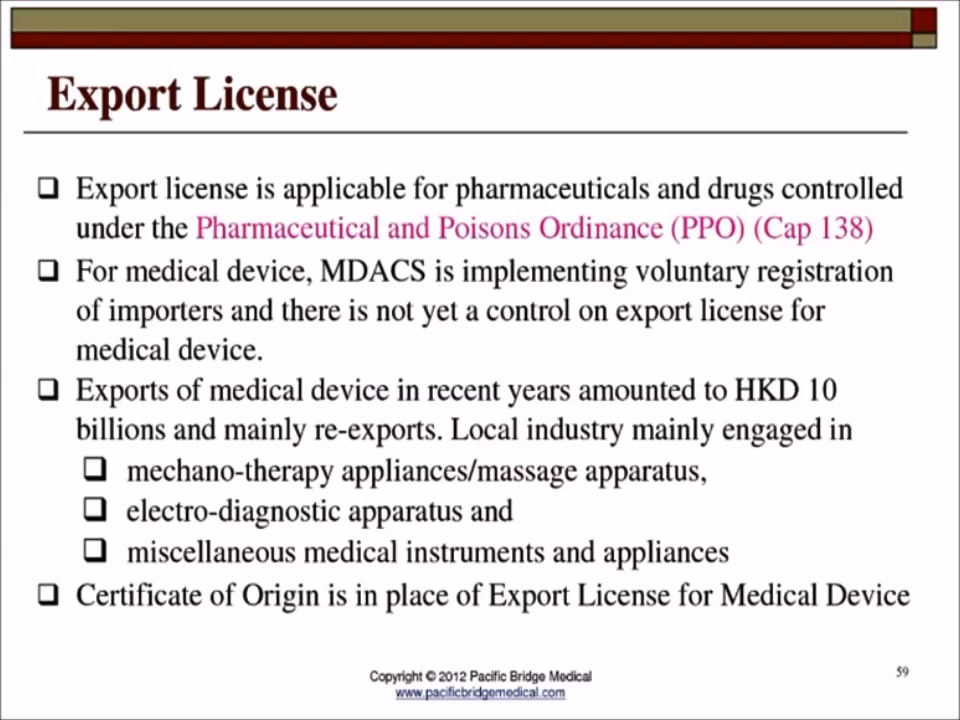 Export License
❑ Export license is applicable for pharmaceuticals and drugs controlled
under the Pharmaceutical and Poisons Ordinance (PPO) (Cap 138)
❑ For medical device, MDACS is implementing voluntary registration
of importers and there is not yet a control on export license for
medical device.
❑ Exports of medical device in recent years amounted to HKD 10
billions and mainly re-exports. Local industry mainly engaged in
❑ mechano-therapy appliances/massage apparatus,
❑ electro-diagnostic apparatus and
❑ miscellaneous medical instruments and appliances
❑ Certificate of Origin is in place of Export License for Medical Device
Copyright © 2012 Pacific Bridge Medical
www.pacificbridgemedical.com
59